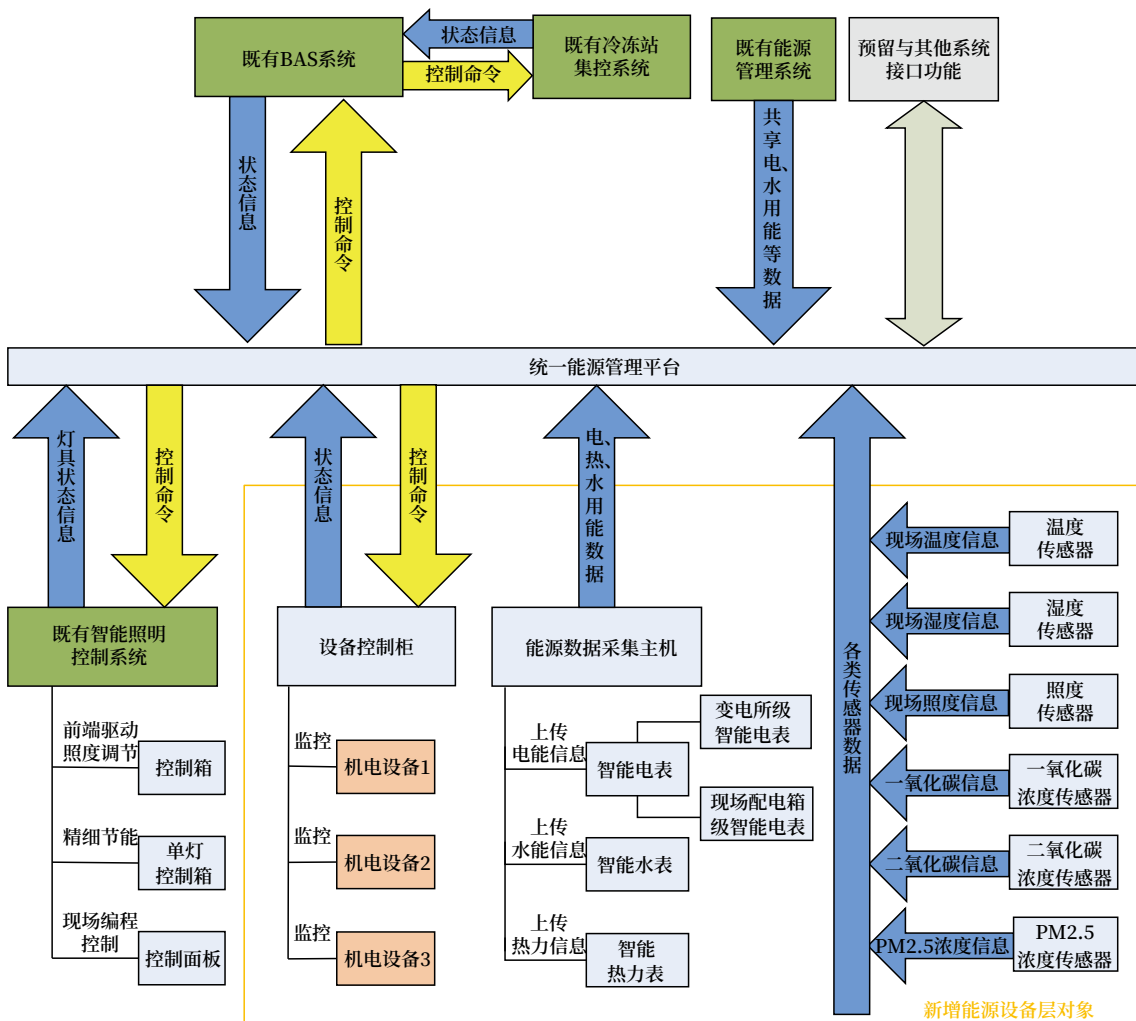 既有BAS系统
状态信息
控制命令
既有冷冻站
集控系统
既有能源
管理系统
预留与其他系统
接口功能
状态信息
控制命令
共享电、水用能等数据
统一能源管理平台
灯具状态信息
控制命令
状态信息
控制命令
电、热、水用能数据
各类传感器数据
既有智能照明
控制系统
前端驱动
照度调节
控制箱
精细节能
单灯
控制箱
现场编程
控制
控制面板
设备控制柜
监控
机电设备1
监控
机电设备2
监控
机电设备3
能源数据采集主机
上传
电能信息
智能电表
变电所级
智能电表
现场配电箱
级智能电表
上传
水能信息
智能水表
上传
热力信息
智能
热力表
现场温度信息
温度
传感器
现场湿度信息
湿度
传感器
现场照度信息
照度
传感器
一氧化碳信息
一氧化碳
浓度传感器
二氧化碳信息
二氧化碳
浓度传感器
PM2.5浓度信息
PM2.5
浓度传感器
新增能源设备层对象